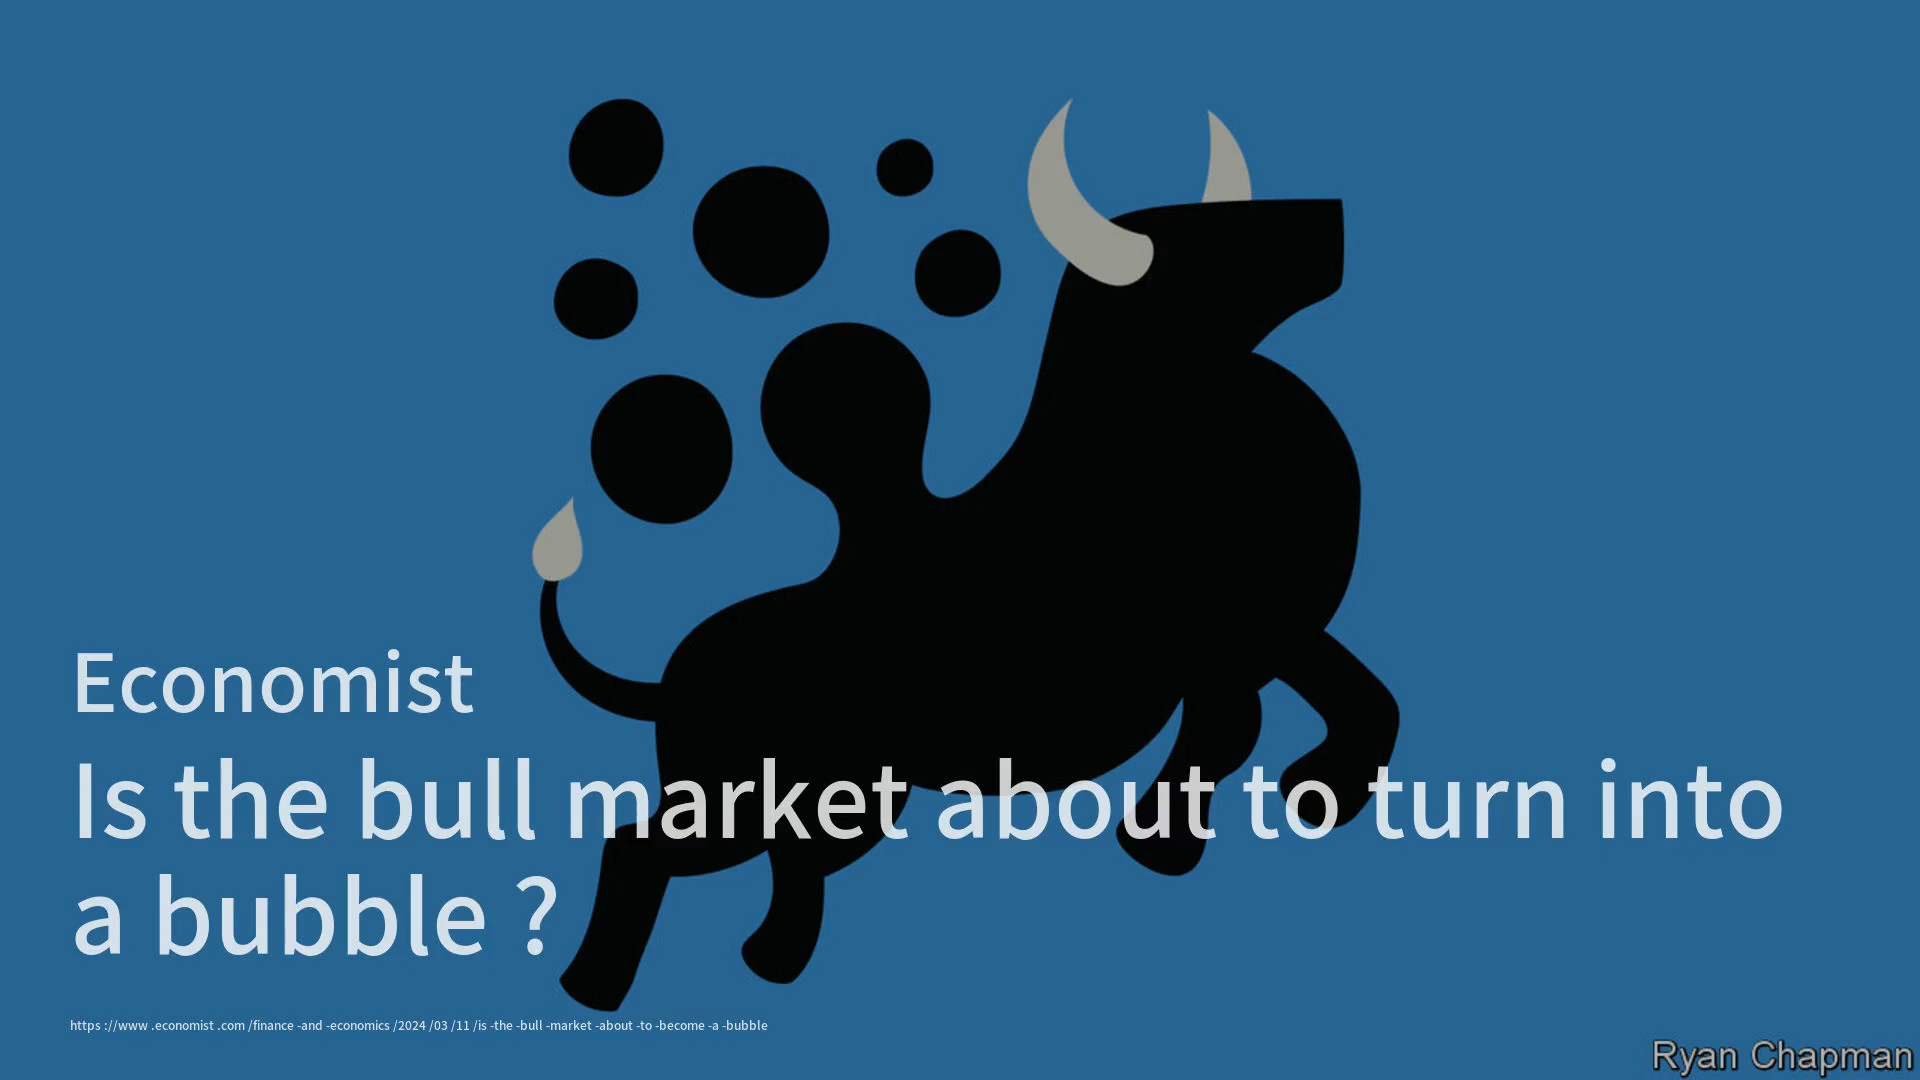 Economist
Is the bull market about to turn into
a bubble ?
https ://www .economist .com /finance -and -economics /2024 /03 /11 /is -the -bull -market -about -to -become -a -bubble
Ryan Chapman